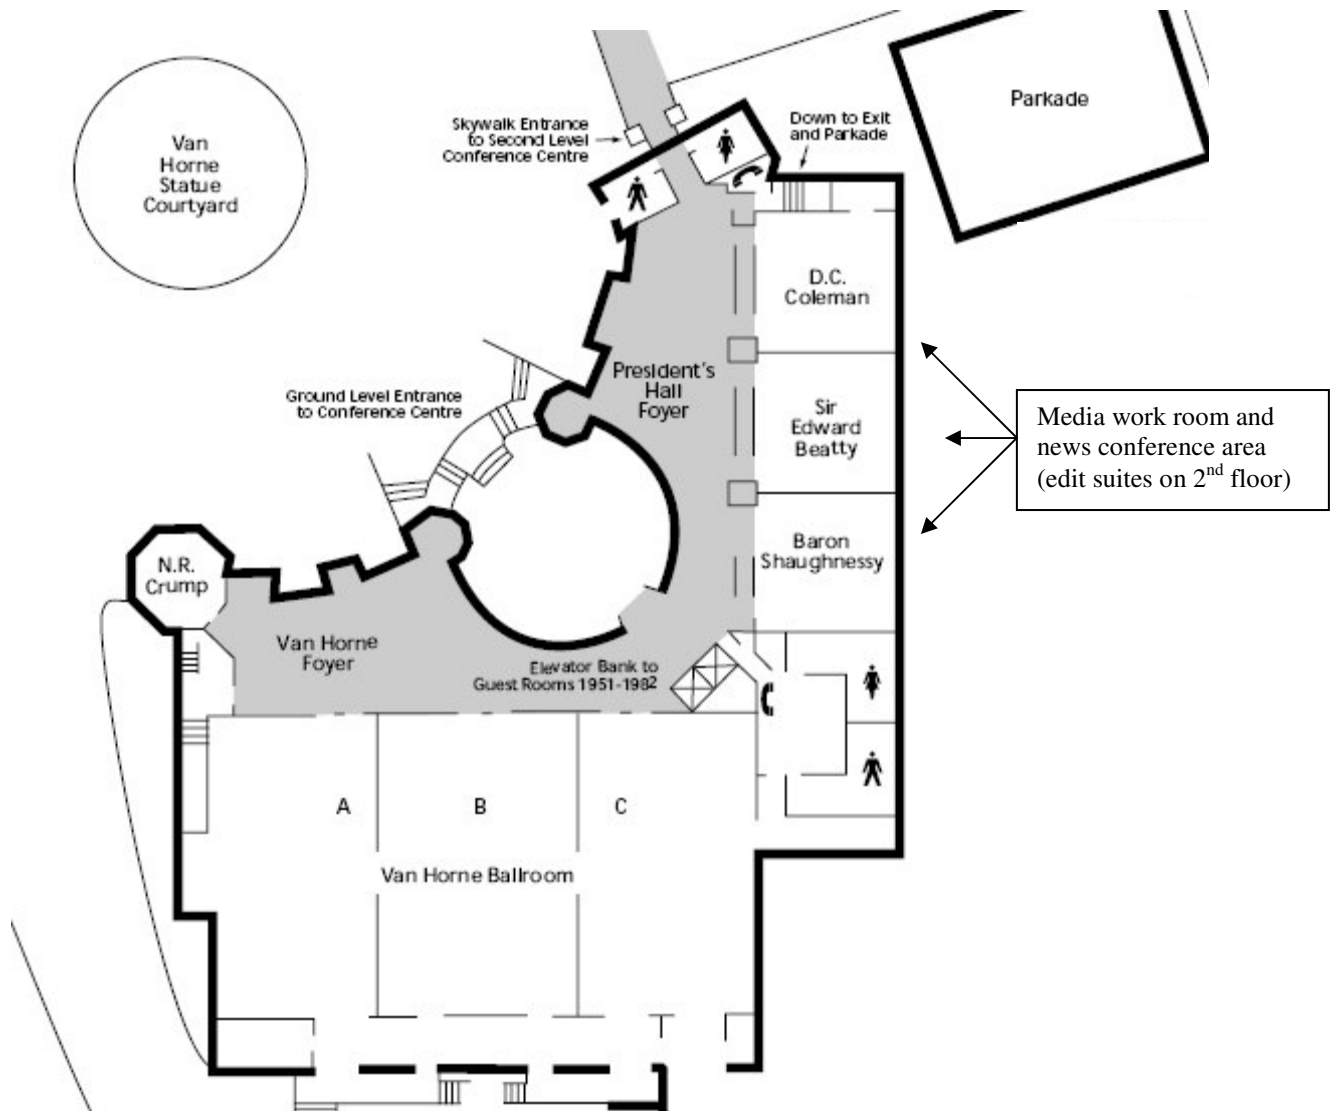 Parkade
Skywalk Entrance
to Second Level
Conference Centre
Down to Exit
and Parkade
Van
Horne
Statue
Courtyard
D.C.
Coleman
President's
Hall
Foyer
Ground Level Entrance
to Conference Centre
Sir
Edward
Beatty
Media work room and
news conference area
(edit suites on 2nd floor)
Baron
Shaughnessy
N.R.
Crump
Van Horne
Foyer
Elevator Bank to
Guest Rooms 1951-1982
A B C
Van Horne Ballroom